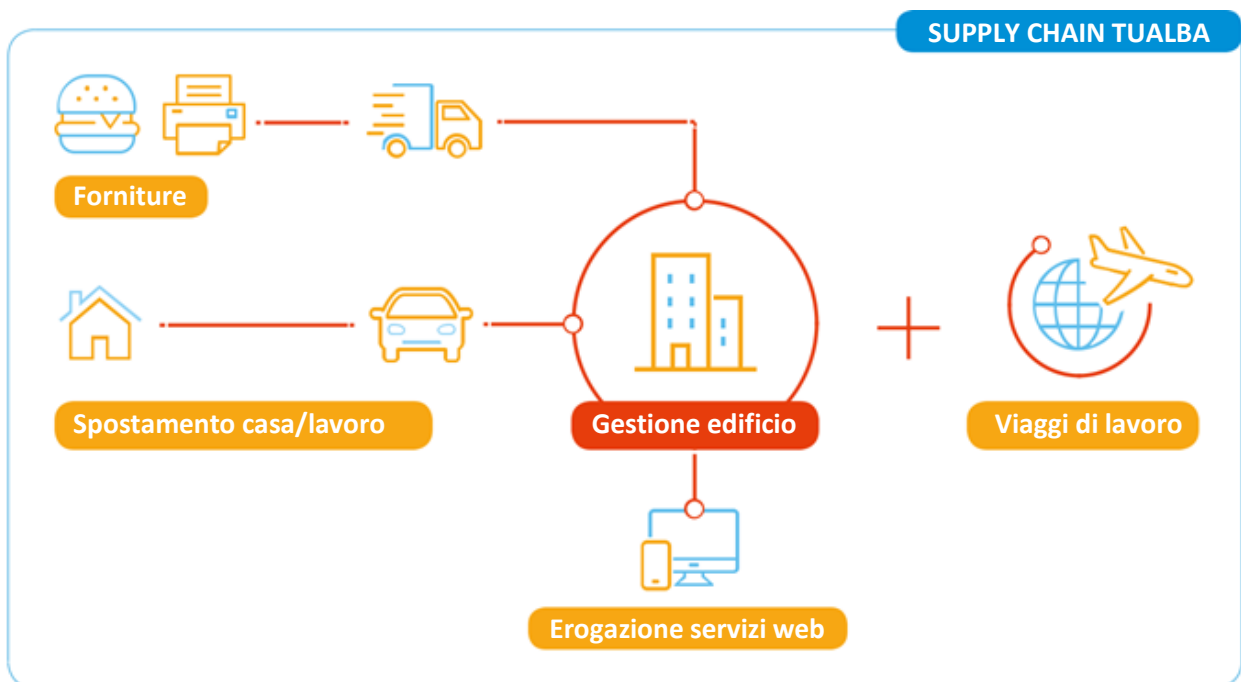 SUPPLY CHAIN TUALBA
Forniture
Spostamento casa/lavoro
Gestione edificio
Viaggi di lavoro
Erogazione servizi web